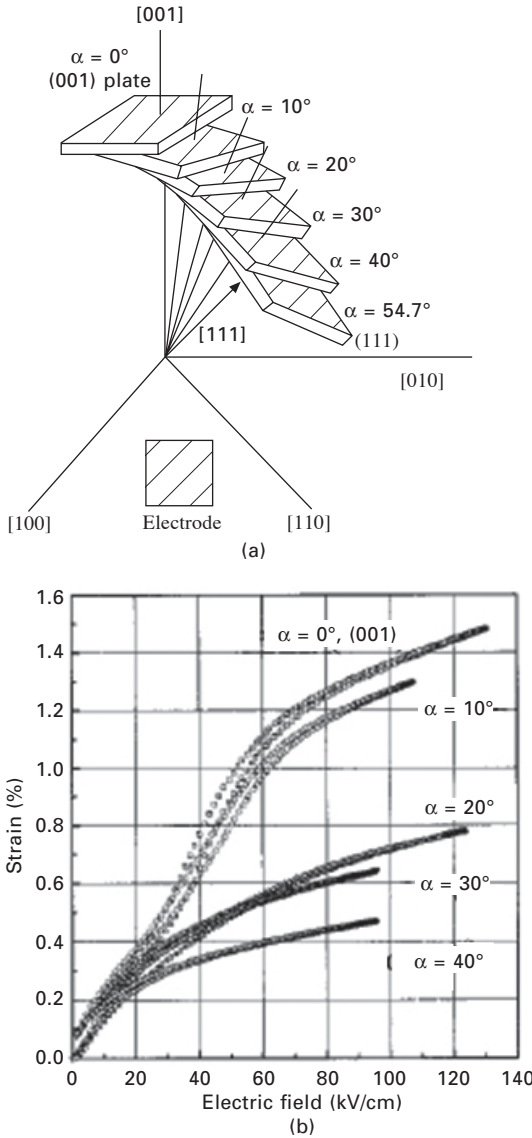 [001]
α = 0°
(001) plate
α = 10°
α = 20°
α = 30°
α = 40°
α = 54.7°
(111)
[111]
[010]
[100]
Electrode
[110]
(a)
1.6
1.4
1.2
1.0
0.8
0.6
0.4
0.2
0.0
Strain (%)
α = 0°, (001)
α = 10°
α = 20°
α = 30°
α = 40°
0 20 40 60 80 100 120 140
Electric field (kV/cm)
(b)